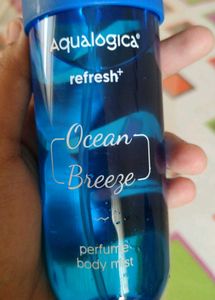 Aqualogica®
refresh+
Ocean
Breeze
perfume
body mist